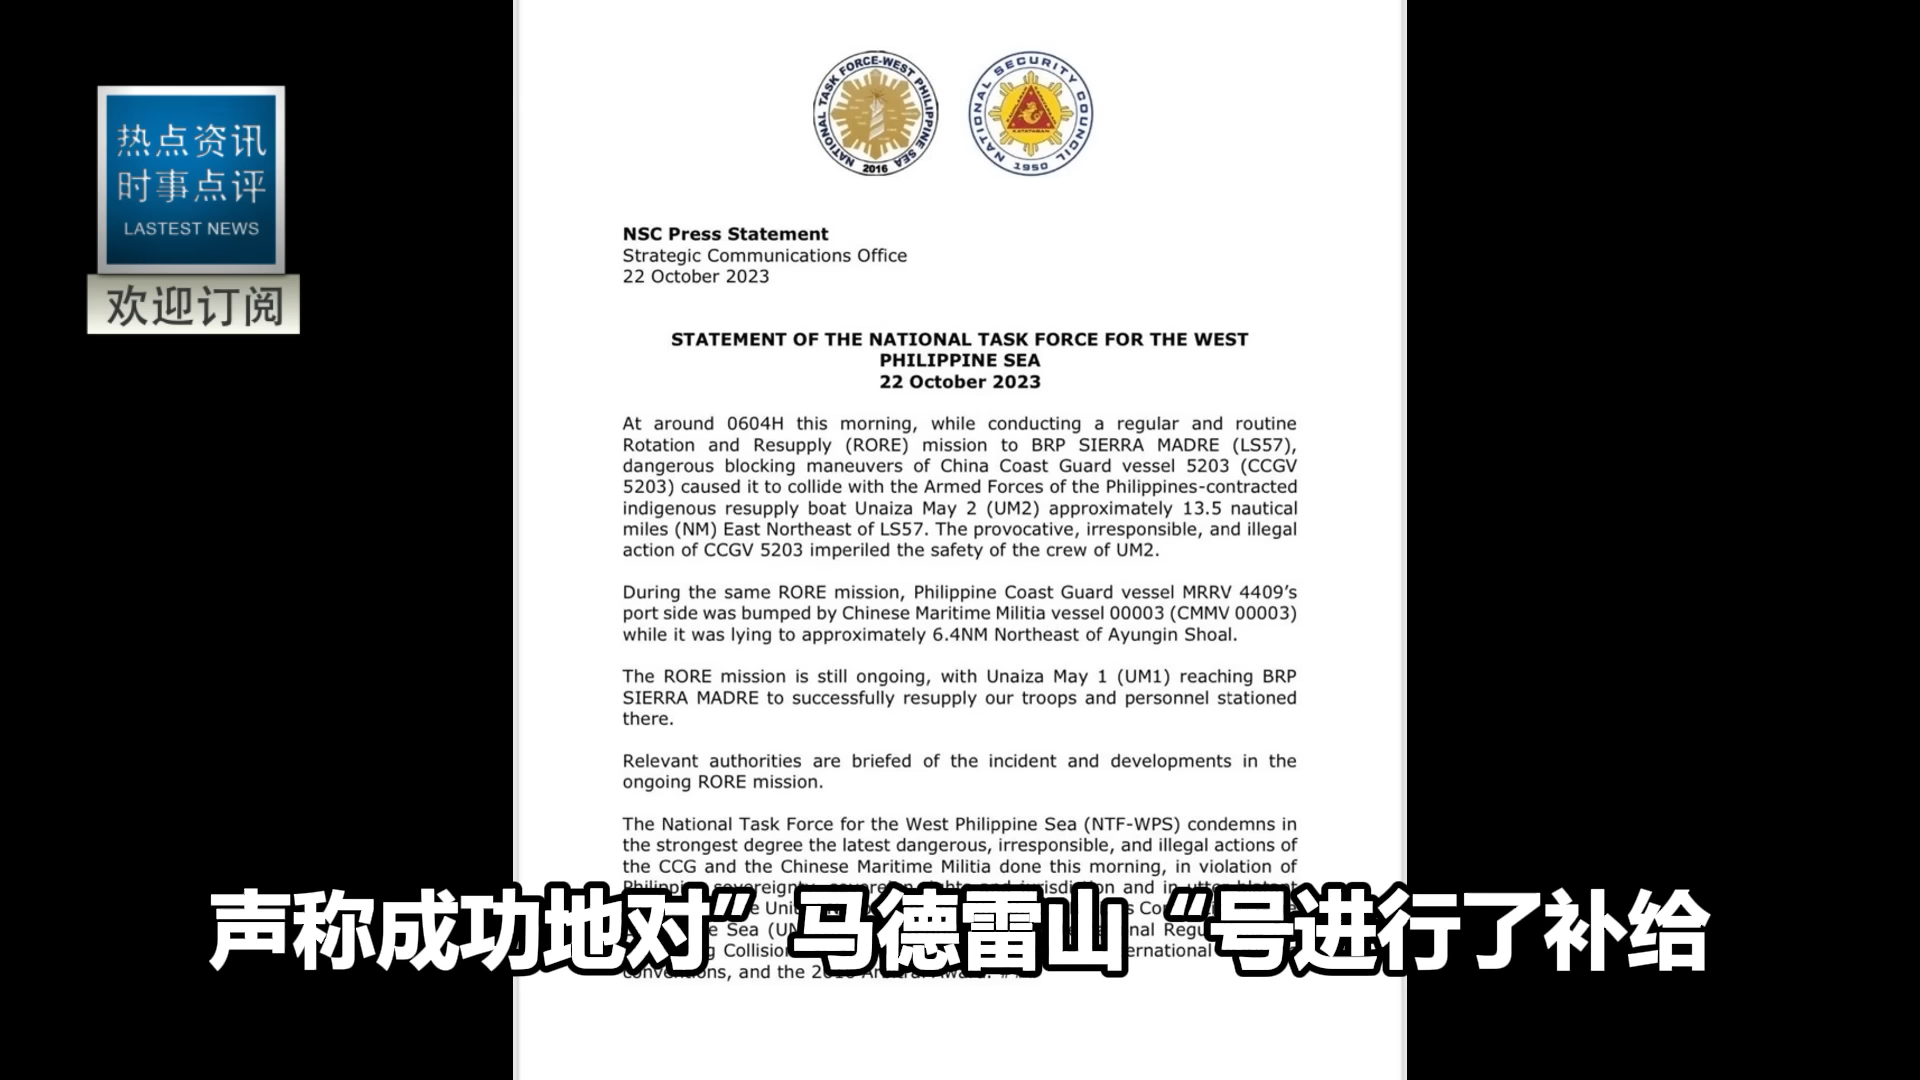 NATIONAL TASK FORCE-WEST PHILIPPINE SEA
2016
NATIONAL SECURITY COUNCIL
1950
热点资讯
时事点评
LASTEST NEWS
欢迎订阅
NSC Press Statement
Strategic Communications Office
22 October 2023
STATEMENT OF THE NATIONAL TASK FORCE FOR THE WEST
PHILIPPINE SEA
22 October 2023
At around 0604H this morning, while conducting a regular and routine
Rotation and Resupply (RORE) mission to BRP SIERRA MADRE (LS57),
dangerous blocking maneuvers of China Coast Guard vessel 5203 (CCGV
5203) caused it to collide with the Armed Forces of the Philippines-contracted
indigenous resupply boat Unaiza May 2 (UM2) approximately 13.5 nautical
miles (NM) East Northeast of LS57. The provocative, irresponsible, and illegal
action of CCGV 5203 imperiled the safety of the crew of UM2.
During the same RORE mission, Philippine Coast Guard vessel MRRV 4409’s
port side was bumped by Chinese Maritime Militia vessel 00003 (CMMV 00003)
while it was lying to approximately 6.4NM Northeast of Ayungin Shoal.
The RORE mission is still ongoing, with Unaiza May 1 (UM1) reaching BRP
SIERRA MADRE to successfully resupply our troops and personnel stationed
there.
Relevant authorities are briefed of the incident and developments in the
ongoing RORE mission.
The National Task Force for the West Philippine Sea (NTF-WPS) condemns in
the strongest degree the latest dangerous, irresponsible, and illegal actions of
the CCG and the Chinese Maritime Militia done this morning, in violation of
and in
Sea
conventions, and the
声称成功地对”马德雷山“号进行了补给